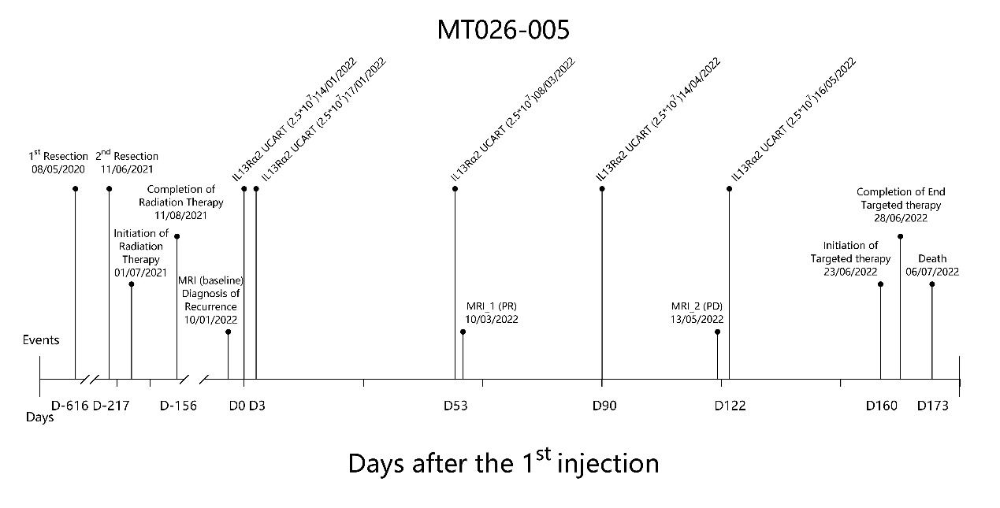 MT026-005
IL13Rα2 UCART (2.5*10^7)14/01/2022
IL13Rα2 UCART (2.5*10^7)17/01/2022
IL13Rα2 UCART (2.5*10^7)08/03/2022
IL13Rα2 UCART (2.5*10^7)14/04/2022
IL13Rα2 UCART (2.5*10^7)16/05/2022
1st Resection
08/05/2020
2nd Resection
11/06/2021
Completion of
Radiation Therapy
11/08/2021
Initiation of
Radiation
Therapy
01/07/2021
MRI (baseline)
Diagnosis of
Recurrence
10/01/2022
MRI_1 (PR)
10/03/2022
MRI_2 (PD)
13/05/2022
Completion of End
Targeted therapy
28/06/2022
Initiation of
Targeted therapy
23/06/2022
Death
06/07/2022
Events
Days
D-616 D-217 D-156 D0 D3 D53 D90 D122 D160 D173
Days after the 1st injection